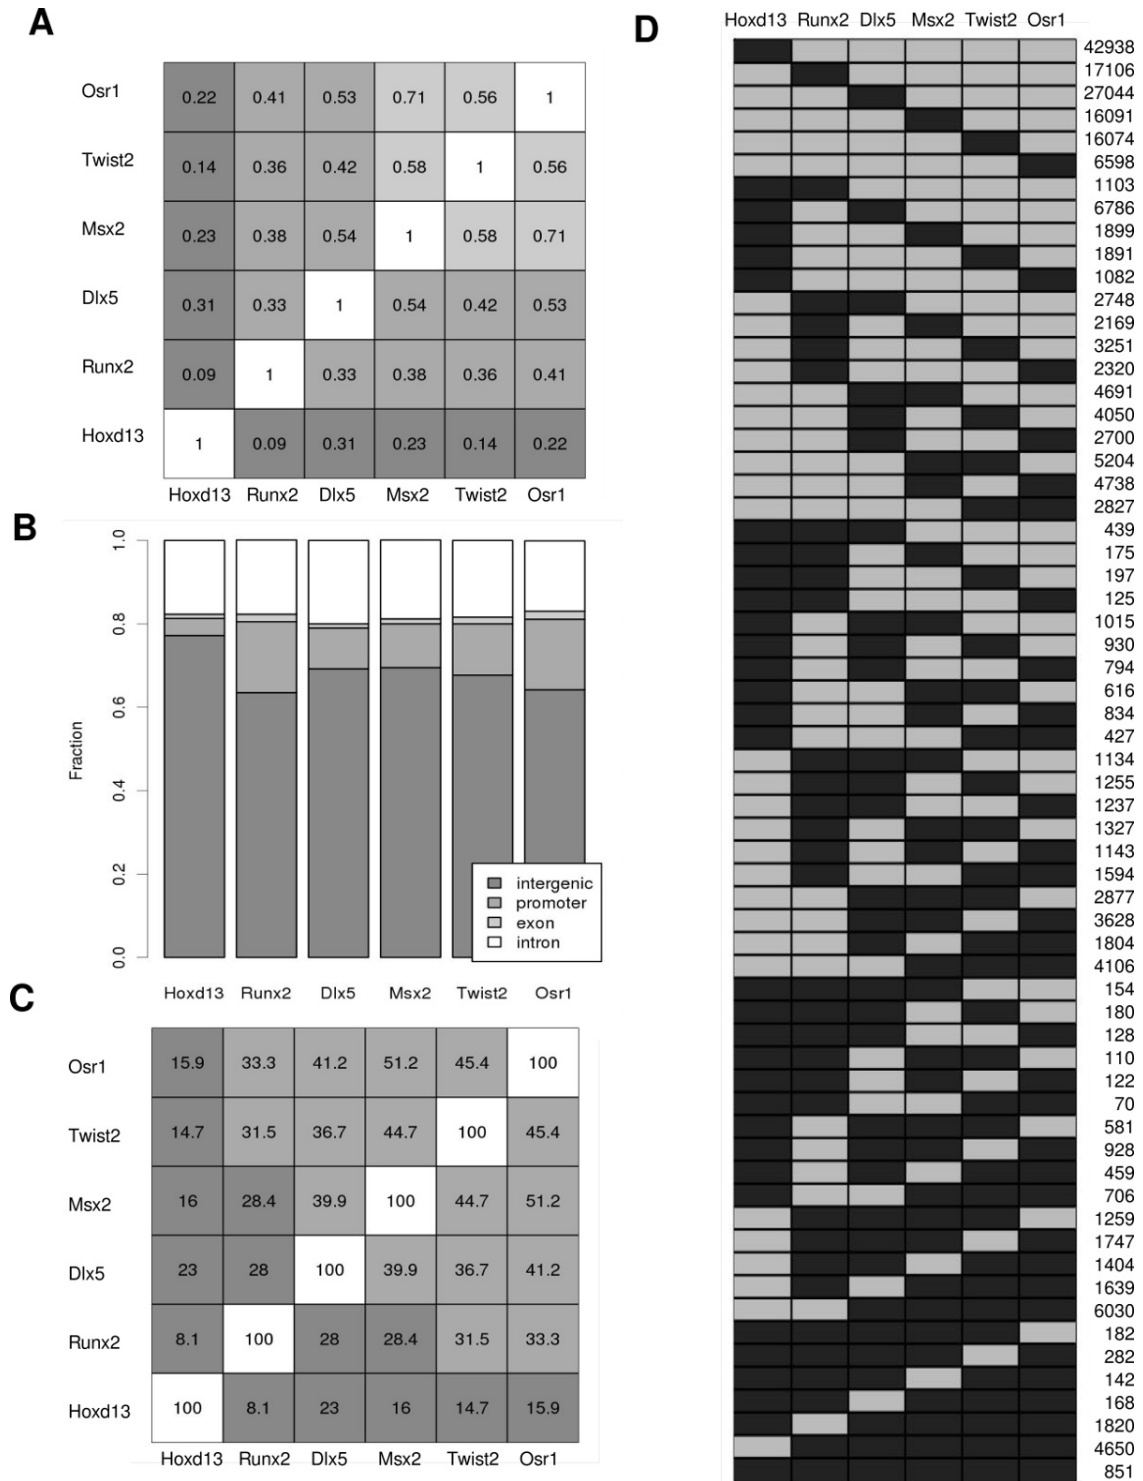 A
Osr1 0.22 0.41 0.53 0.71 0.56 1
Twist2 0.14 0.36 0.42 0.58 1 0.56
Msx2 0.23 0.38 0.54 1 0.58 0.71
Dlx5 0.31 0.33 1 0.54 0.42 0.53
Runx2 0.09 1 0.33 0.38 0.36 0.41
Hoxd13 1 0.09 0.31 0.23 0.14 0.22
Hoxd13 Runx2 Dlx5 Msx2 Twist2 Osr1
B
Fraction
1.0
0.8
0.6
0.4
0.2
0.0
intergenic
promoter
exon
intron
Hoxd13 Runx2 Dlx5 Msx2 Twist2 Osr1
C
Osr1 15.9 33.3 41.2 51.2 45.4 100
Twist2 14.7 31.5 36.7 44.7 100 45.4
Msx2 16 28.4 39.9 100 44.7 51.2
Dlx5 23 28 100 39.9 36.7 41.2
Runx2 8.1 100 28 28.4 31.5 33.3
Hoxd13 100 8.1 23 16 14.7 15.9
Hoxd13 Runx2 Dlx5 Msx2 Twist2 Osr1
D
Hoxd13 Runx2 Dlx5 Msx2 Twist2 Osr1
42938
17106
27044
16091
16074
6598
1103
6786
1899
1891
1082
2748
2169
3251
2320
4691
4050
2700
5204
4738
2827
439
175
197
125
1015
930
794
616
834
427
1134
1255
1237
1327
1143
1594
2877
3628
1804
4106
154
180
128
110
122
70
581
928
459
706
1259
1747
1404
1639
6030
182
282
142
168
1820
4650
851